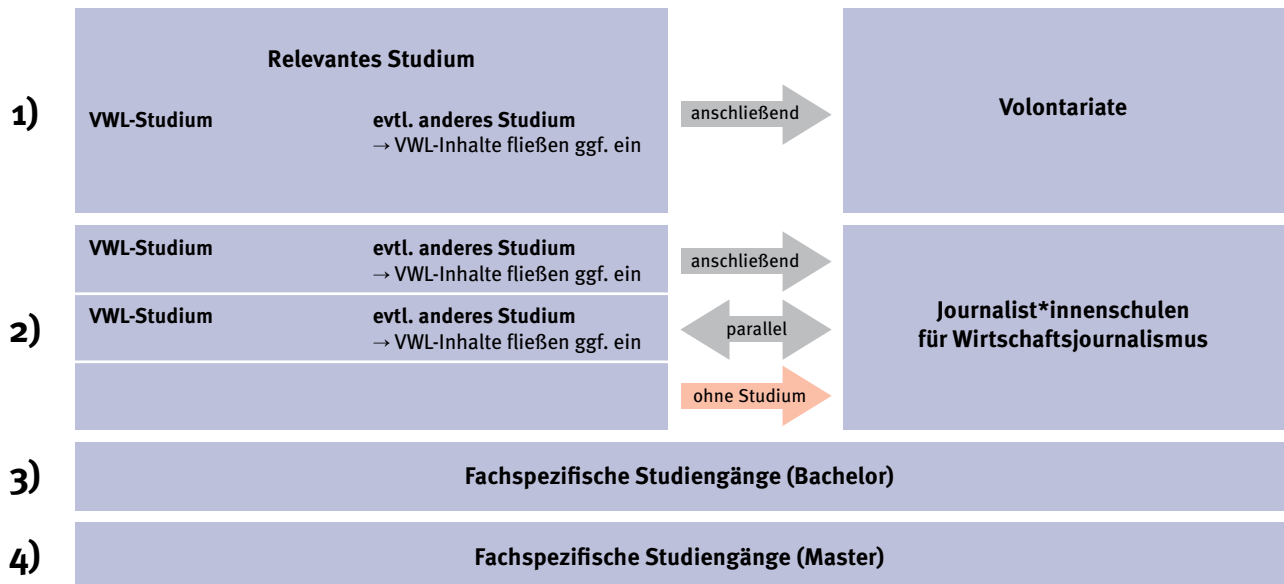 1)
Relevantes Studium
VWL-Studium
evtl. anderes Studium
→ VWL-Inhalte fließen ggf. ein
anschließend
Volontariate
2)
VWL-Studium
evtl. anderes Studium
→ VWL-Inhalte fließen ggf. ein
anschließend
VWL-Studium
evtl. anderes Studium
→ VWL-Inhalte fließen ggf. ein
parallel
ohne Studium
Journalist*innenschulen
für Wirtschaftsjournalismus
3)
Fachspezifische Studiengänge (Bachelor)
4)
Fachspezifische Studiengänge (Master)